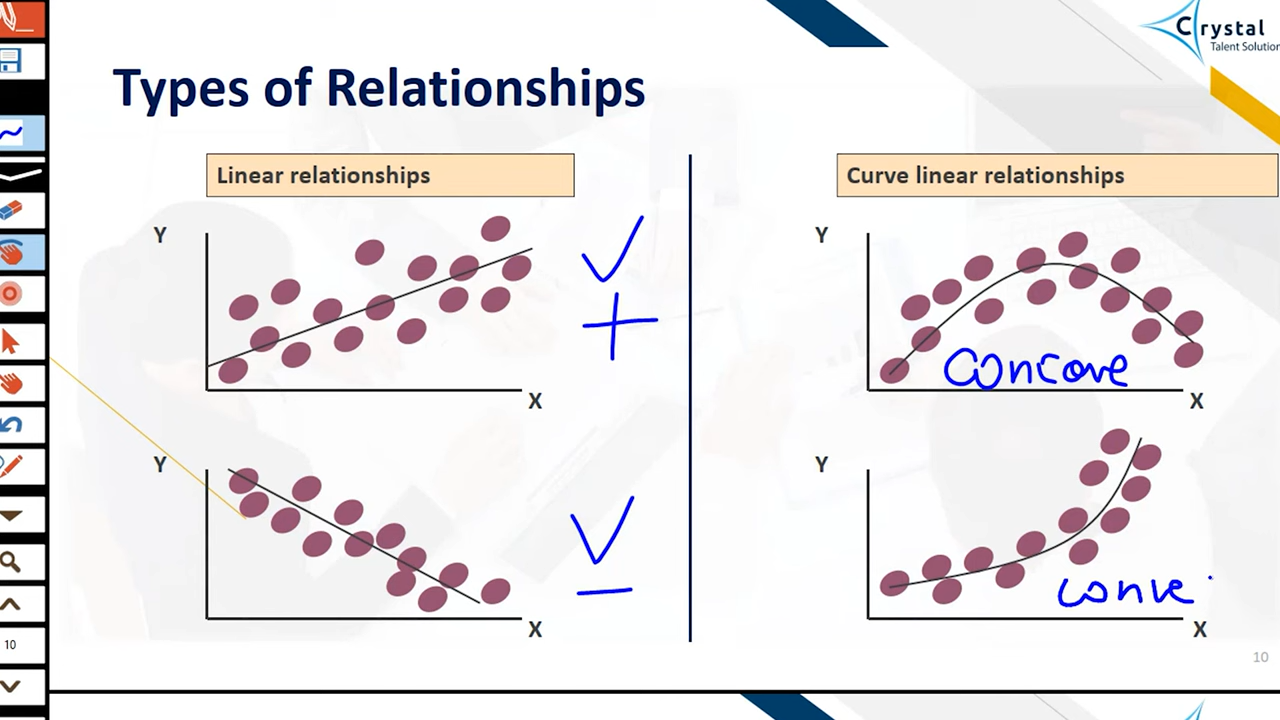 Crystal
Talent Solution
Types of Relationships
Linear relationships
Y
X
Y
X
Curve linear relationships
Y
concave
X
Y
conve
X
10
10